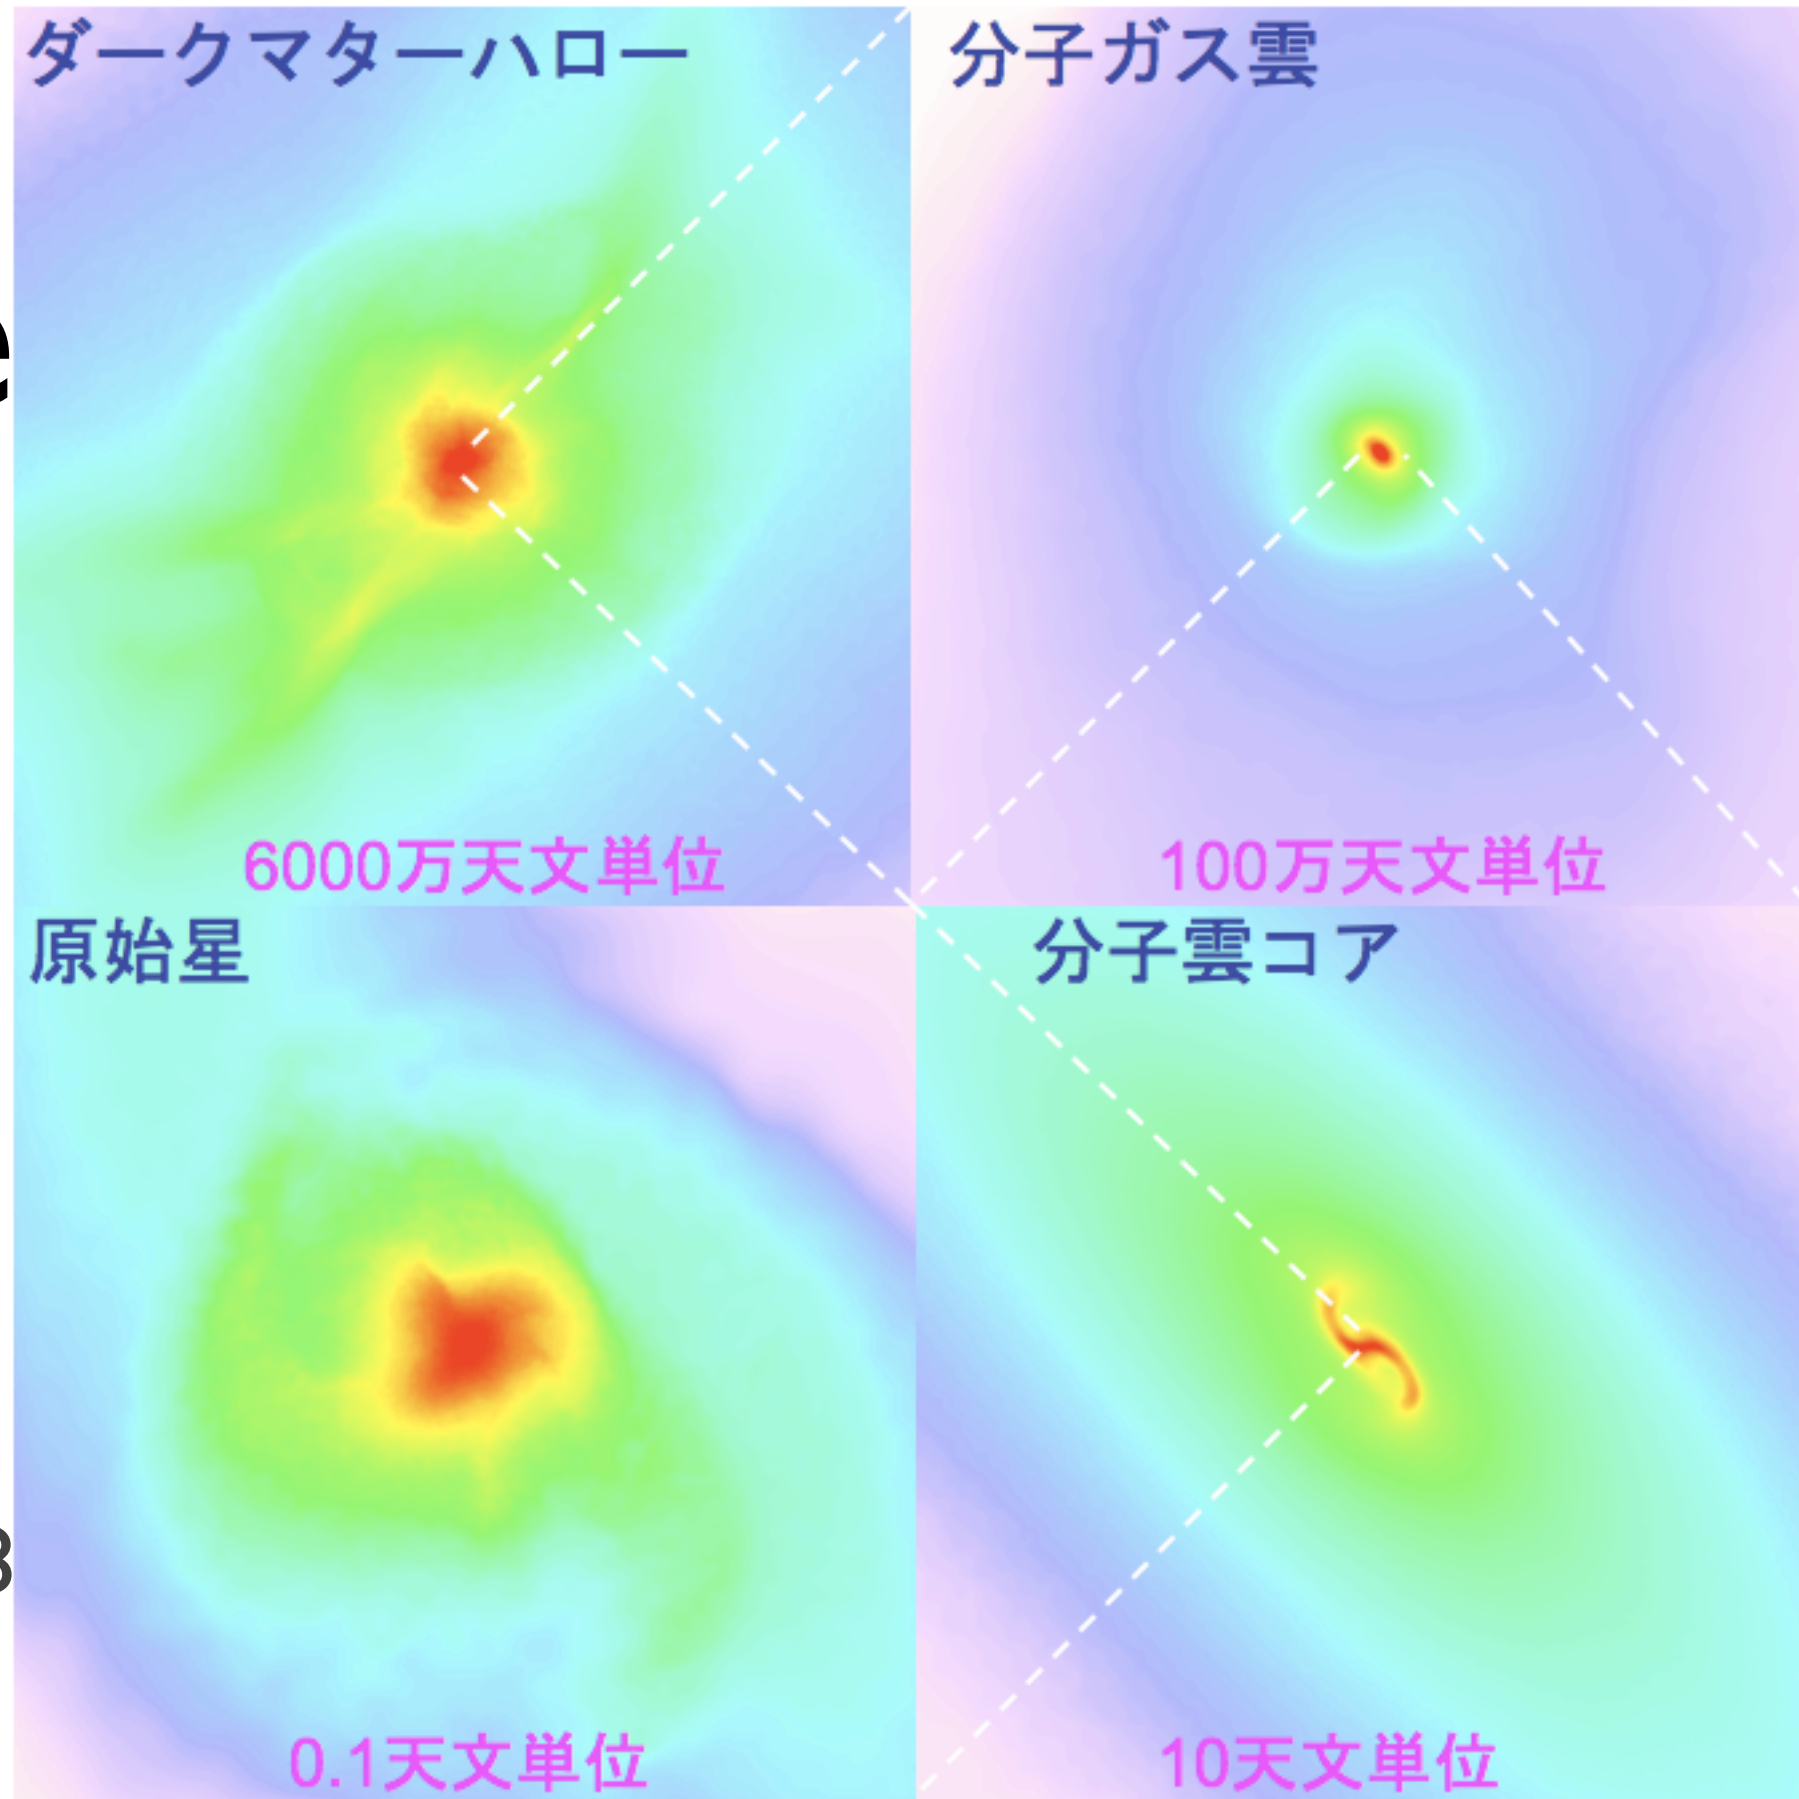 ダークマターハロー
分子ガス雲
e
6000万天文単位
100万天文単位
原始星
分子雲コア
0.1天文単位
10天文単位